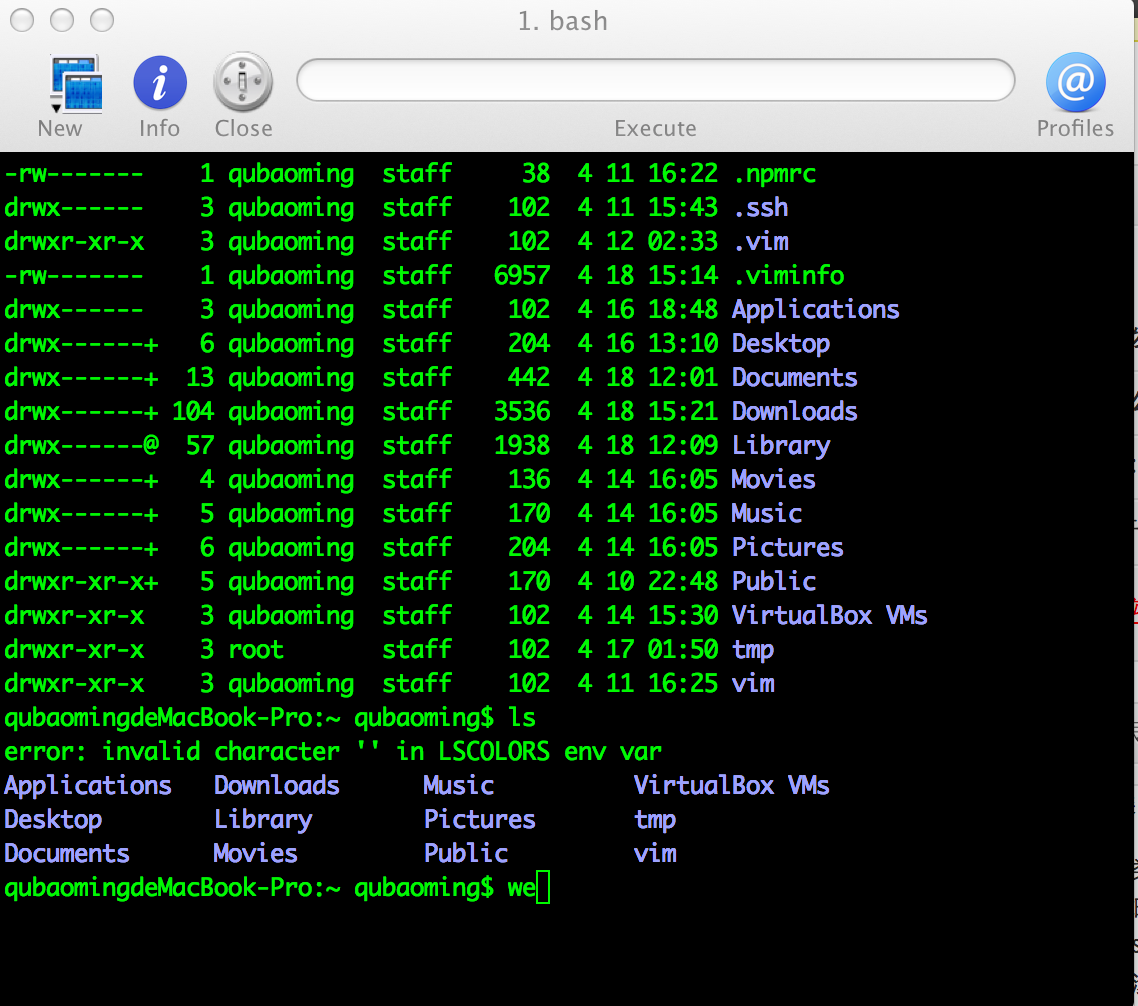 1. bash
New Info Close Execute Profiles
-rw------- 1 qubaoming staff 38 4 11 16:22 .npmrc
drwx------ 3 qubaoming staff 102 4 11 15:43 .ssh
drwxr-xr-x 3 qubaoming staff 102 4 12 02:33 .vim
-rw------- 1 qubaoming staff 6957 4 18 15:14 .viminfo
drwx------ 3 qubaoming staff 102 4 16 18:48 Applications
drwx------+ 6 qubaoming staff 204 4 16 13:10 Desktop
drwx------+ 13 qubaoming staff 442 4 18 12:01 Documents
drwx------+ 104 qubaoming staff 3536 4 18 15:21 Downloads
drwx------@ 57 qubaoming staff 1938 4 18 12:09 Library
drwx------+ 4 qubaoming staff 136 4 14 16:05 Movies
drwx------+ 5 qubaoming staff 170 4 14 16:05 Music
drwx------+ 6 qubaoming staff 204 4 14 16:05 Pictures
drwxr-xr-x+ 5 qubaoming staff 170 4 10 22:48 Public
drwxr-xr-x 3 qubaoming staff 102 4 14 15:30 VirtualBox VMs
drwxr-xr-x 3 root staff 102 4 17 01:50 tmp
drwxr-xr-x 3 qubaoming staff 102 4 11 16:25 vim
qubaomingdeMacBook-Pro:~ qubaoming$ ls
error: invalid character '' in LSCOLORS env var
Applications Downloads Music VirtualBox VMs
Desktop Library Pictures tmp
Documents Movies Public vim
qubaomingdeMacBook-Pro:~ qubaoming$ we